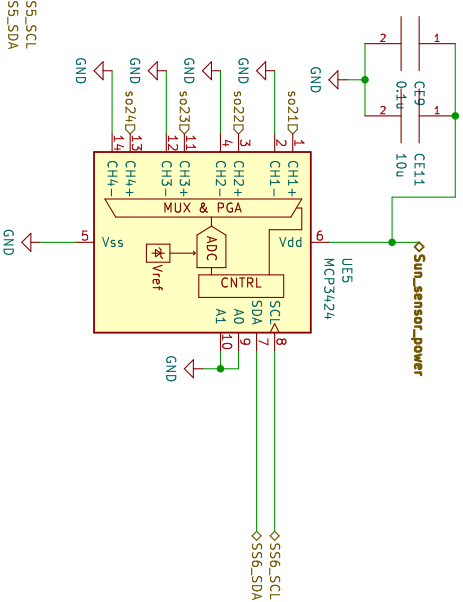 S5_SCL
S5_SDA
2
1
CE9
0.1u
2
1
CE11
10u
GND
GND
GND
GND
GND
so24
so23
so22
so21
14
13
12
11
4
3
2
1
CH4-
CH4+
CH3-
CH3+
CH2-
CH2+
CH1-
CH1+
MUX & PGA
ADC
Vref
CNTRL
Vdd
6
UE5
MCP3424
Sun_sensor_power
GND
5
Vss
A1
A0
SDA
SCL
10
9
7
8
GND
SS6_SDA
SS6_SCL